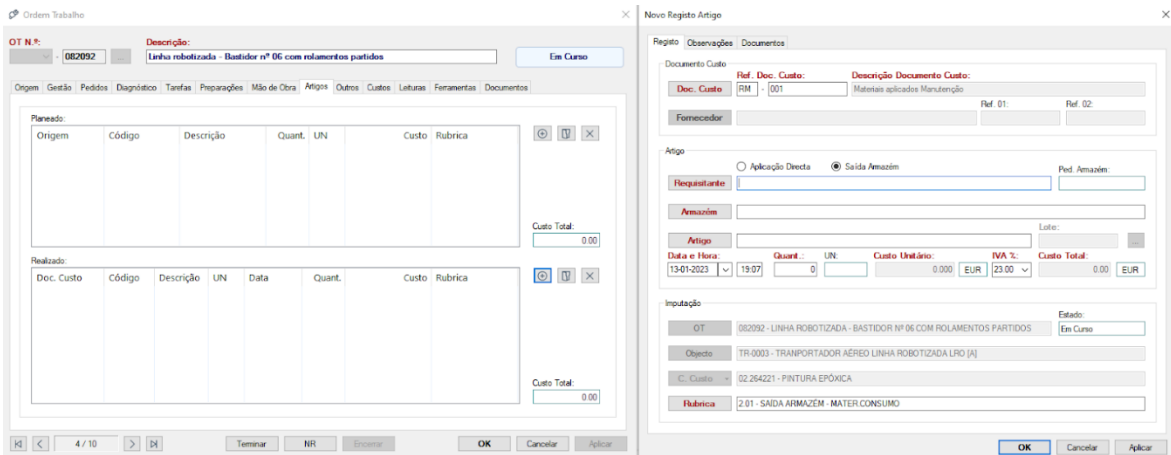 Ordem Trabalho
OT N.º:
Descrição:
- 082092 ...
Linha robotizada - Bastidor nº 06 com rolamentos partidos
Em Curso
Origem Gestão Pedidos Diagnóstico Tarefas Preparações Mão de Obra Artigos Outros Custos Leituras Ferramentas Documentos
Planeado:
Origem Código Descrição Quant. UN Custo Rubrica
Custo Total:
0.00
Realizado:
Doc. Custo Código Descrição UN Data Quant. Custo Rubrica
Custo Total:
0.00
4 / 10
Terminar NR Encerrar OK Cancelar Aplicar
Novo Registo Artigo
Registo Observações Documentos
Documento Custo
Ref. Doc. Custo: Descrição Documento Custo:
Doc. Custo RM - 001 Materiais aplicados Manutenção
Ref. 01: Ref. 02:
Fornecedor
Artigo
Aplicação Directa Saída Armazém Ped. Armazém:
Requisitante
Armazém
Lote:
Artigo ...
Data e Hora: Quant.: UN: Custo Unitário: IVA %: Custo Total:
13-01-2023 19:07 0 0.000 EUR 23.00 0.00 EUR
Imputação
Estado:
OT 082092 - LINHA ROBOTIZADA - BASTIDOR Nº 06 COM ROLAMENTOS PARTIDOS Em Curso
Objecto TR-0003 - TRANPORTADOR AÉREO LINHA ROBOTIZADA LRO [A]
C. Custo 02.264221 - PINTURA EPÓXICA
Rubrica 2.01 - SAÍDA ARMAZÉM - MATER.CONSUMO
OK Cancelar Aplicar